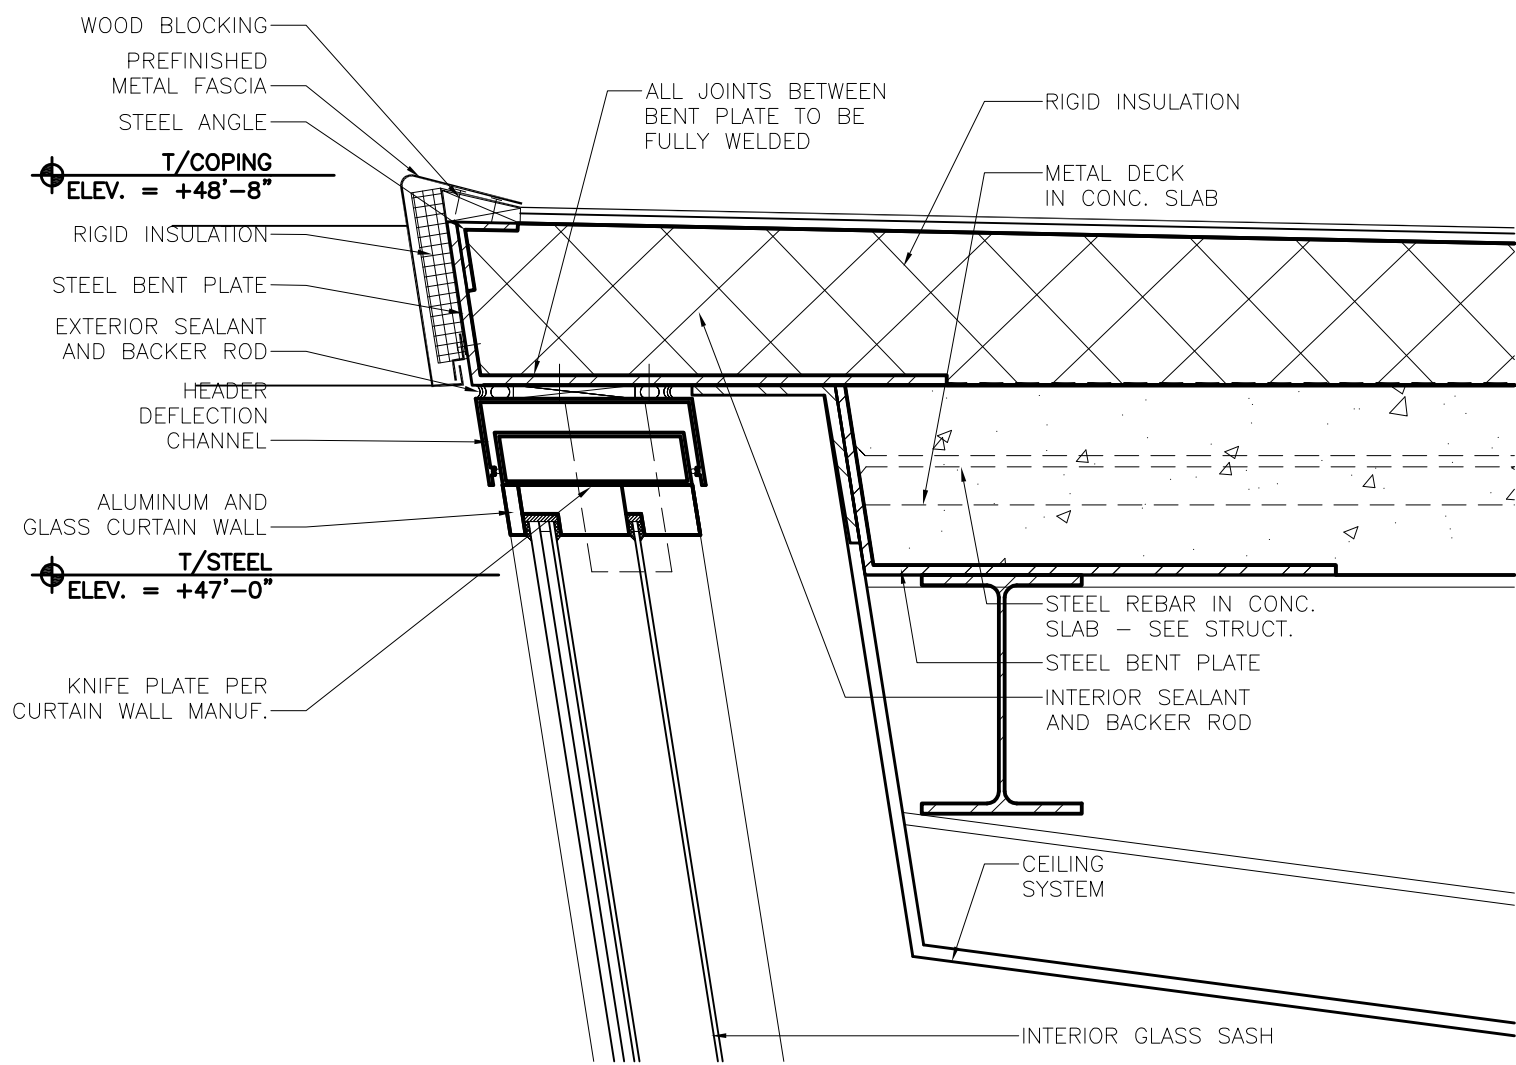 WOOD BLOCKING
PREFINISHED
METAL FASCIA
STEEL ANGLE
T/COPING
ELEV. = +48'-8"
RIGID INSULATION
STEEL BENT PLATE
EXTERIOR SEALANT
AND BACKER ROD
HEADER
DEFLECTION
CHANNEL
ALUMINUM AND
GLASS CURTAIN WALL
T/STEEL
ELEV. = +47'-0"
KNIFE PLATE PER
CURTAIN WALL MANUF.
ALL JOINTS BETWEEN
BENT PLATE TO BE
FULLY WELDED
RIGID INSULATION
METAL DECK
IN CONC. SLAB
STEEL REBAR IN CONC.
SLAB - SEE STRUCT.
STEEL BENT PLATE
INTERIOR SEALANT
AND BACKER ROD
CEILING
SYSTEM
INTERIOR GLASS SASH